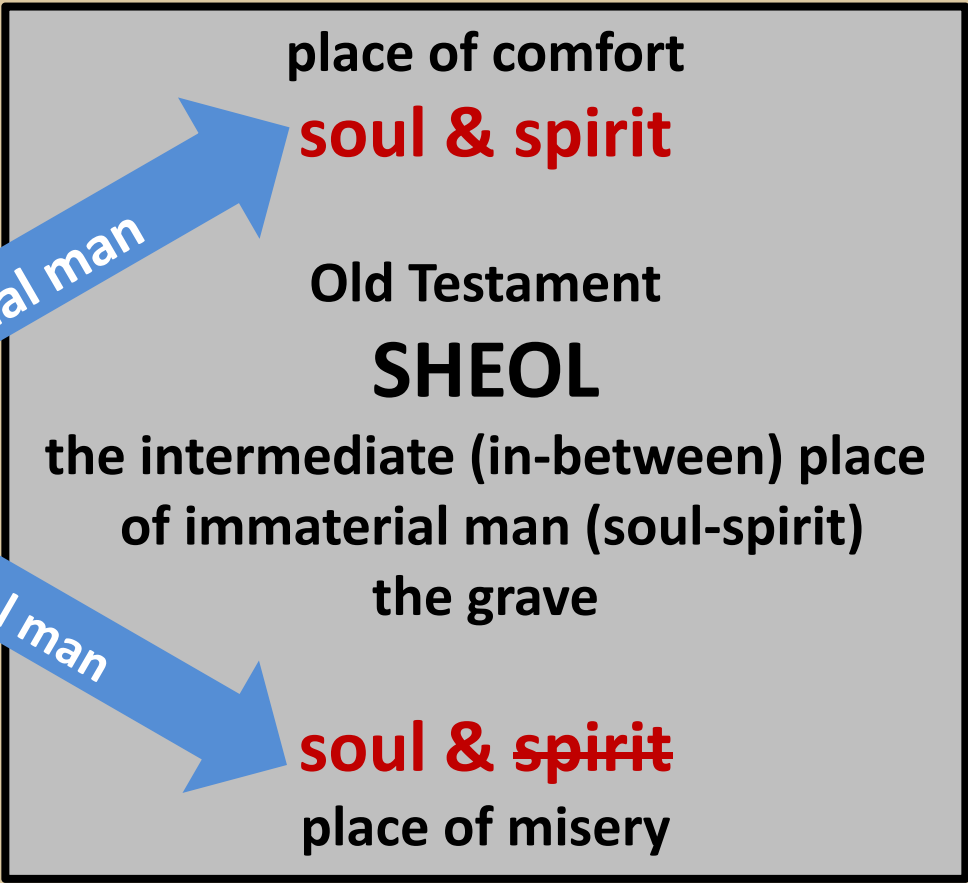 place of comfort
soul & spirit
man
Old Testament
SHEOL
the intermediate (in-between) place
of immaterial man (soul-spirit)
the grave
man
soul & spirit
place of misery